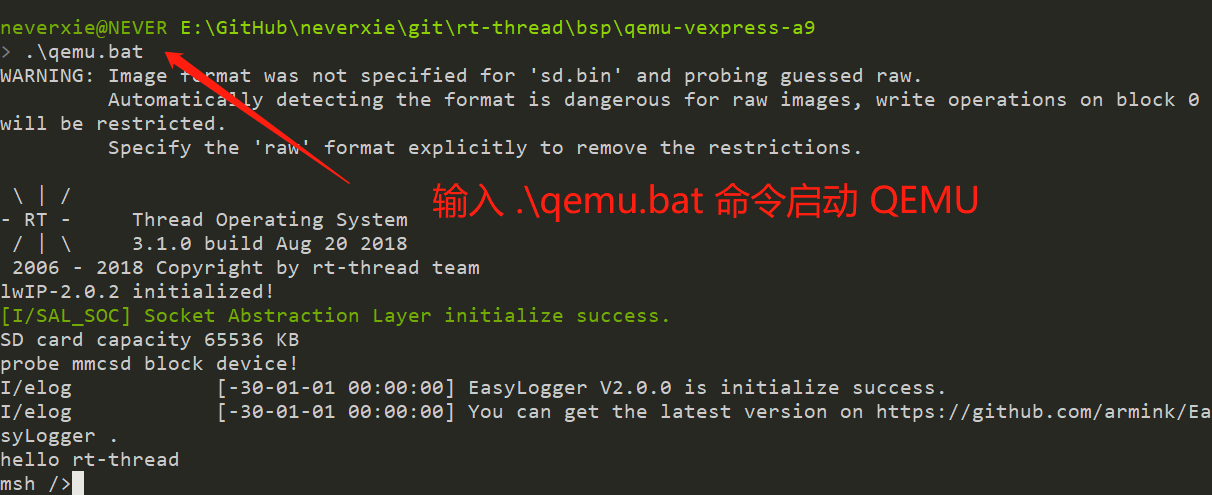 neverxie@NEVER E:\GitHub\neverxie\git\rt-thread\bsp\qemu-vexpress-a9
> .\qemu.bat
WARNING: Image format was not specified for 'sd.bin' and probing guessed raw.
         Automatically detecting the format is dangerous for raw images, write operations on block 0
will be restricted.
         Specify the 'raw' format explicitly to remove the restrictions.
输入 .\qemu.bat 命令启动 QEMU
 \ | /
- RT -     Thread Operating System
 / | \     3.1.0 build Aug 20 2018
 2006 - 2018 Copyright by rt-thread team
lwIP-2.0.2 initialized!
[I/SAL_SOC] Socket Abstraction Layer initialize success.
SD card capacity 65536 KB
probe mmcsd block device!
I/elog            [-30-01-01 00:00:00] EasyLogger V2.0.0 is initialize success.
I/elog            [-30-01-01 00:00:00] You can get the latest version on https://github.com/armink/Ea
syLogger .
hello rt-thread
msh />